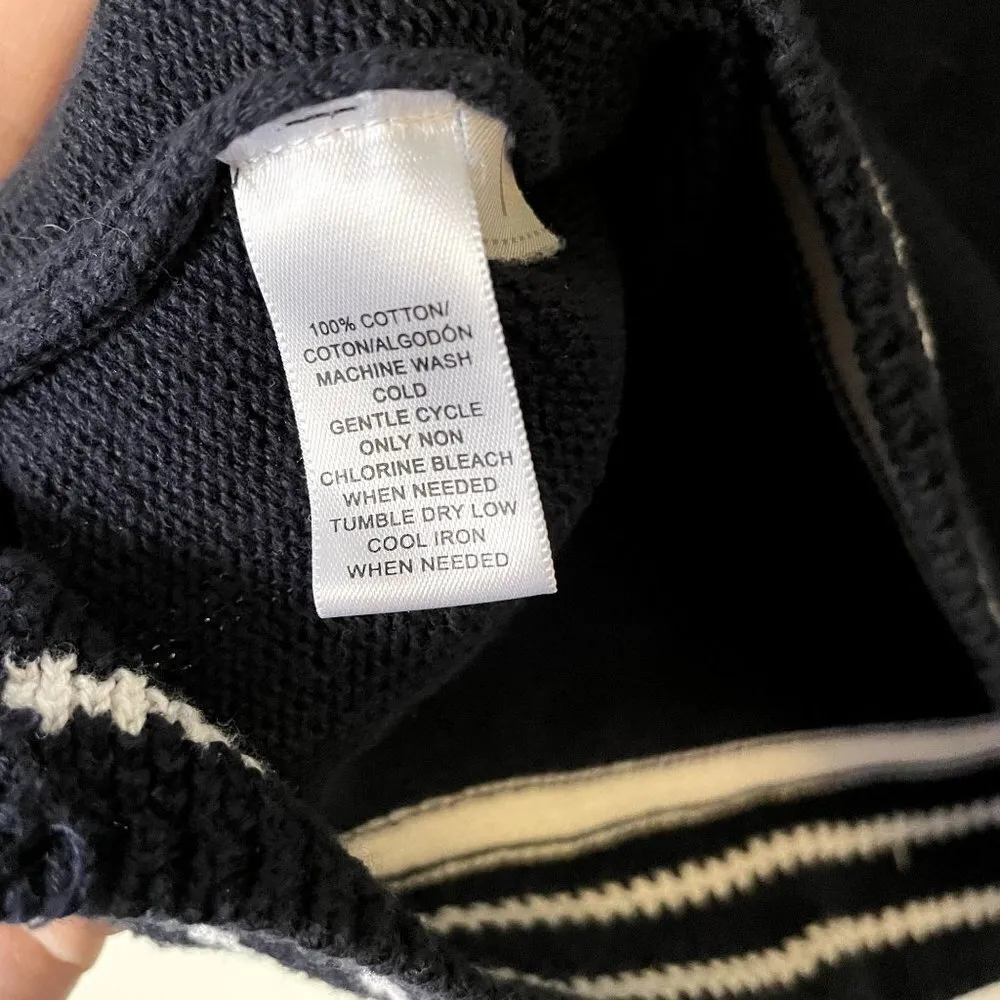 100% COTTON/
COTON/ALGODÓN
MACHINE WASH
COLD
GENTLE CYCLE
ONLY NON
CHLORINE BLEACH
WHEN NEEDED
TUMBLE DRY LOW
COOL IRON
WHEN NEEDED